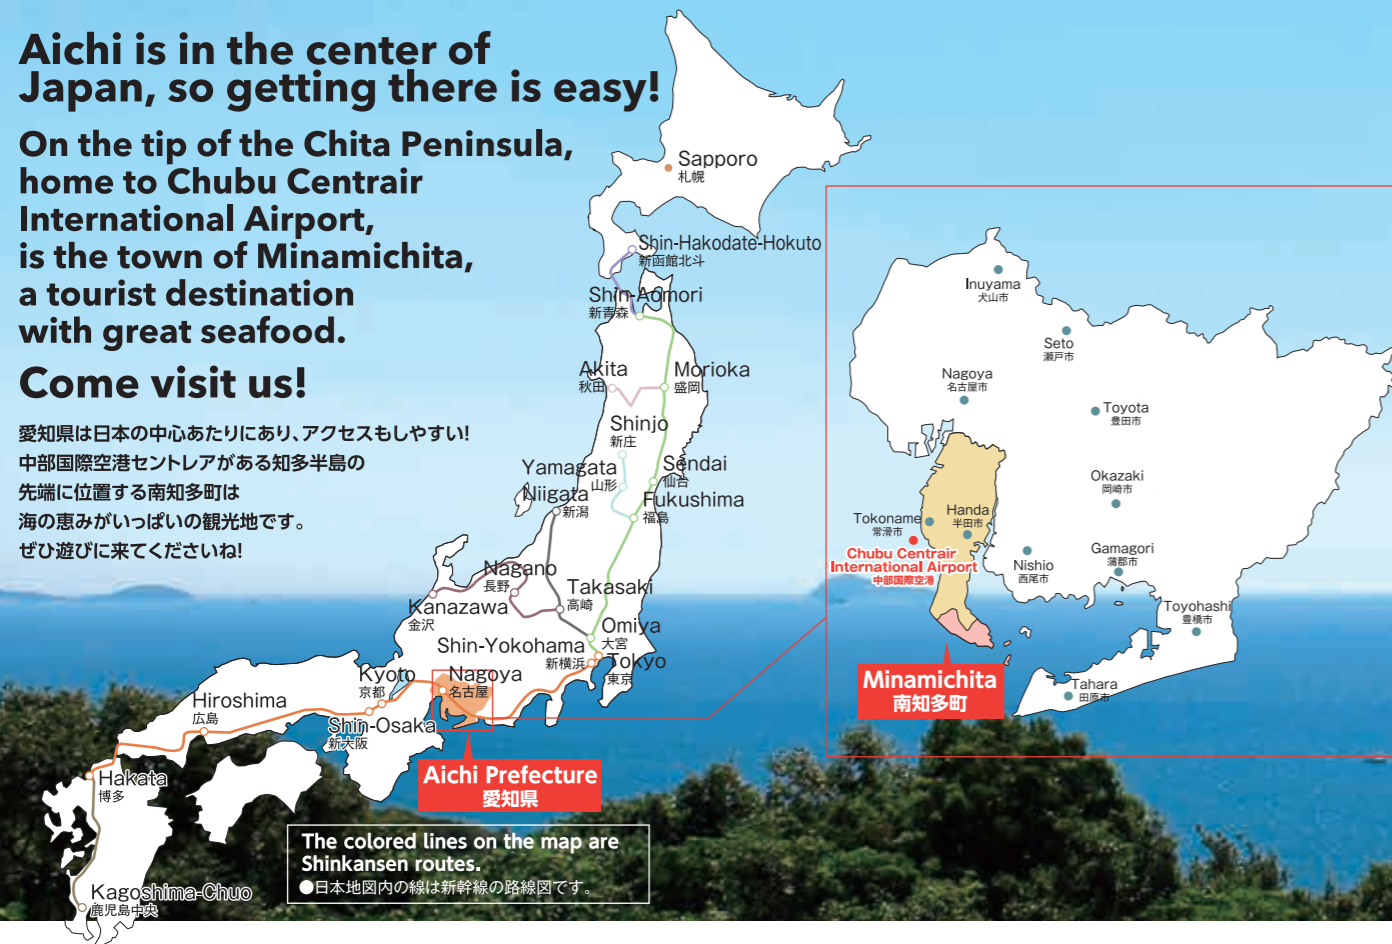 Aichi is in the center of
Japan, so getting there is easy!
On the tip of the Chita Peninsula,
home to Chubu Centrair
International Airport,
is the town of Minamichita,
a tourist destination
with great seafood.
Come visit us!
愛知県は日本の中心あたりにあり、アクセスもしやすい!
中部国際空港セントレアがある知多半島の
先端に位置する南知多町は
海の恵みがいっぱいの観光地です。
ぜひ遊びに来てくださいね!
Sapporo
札幌
Shin-Hakodate-Hokuto
新函館北斗
Shin-Aomori
新青森
Akita
秋田
Morioka
盛岡
Shinjo
新庄
Yamagata
山形
Sendai
仙台
Niigata
新潟
Fukushima
福島
Nagano
長野
Takasaki
高崎
Kanazawa
金沢
Omiya
大宮
Shin-Yokohama
新横浜
Tokyo
東京
Kyoto
京都
Nagoya
名古屋
Hiroshima
広島
Shin-Osaka
新大阪
Hakata
博多
Kagoshima-Chuo
鹿児島中央
Aichi Prefecture
愛知県
The colored lines on the map are
Shinkansen routes.
●日本地図内の線は新幹線の路線図です。
Inuyama
犬山市
Seto
瀬戸市
Nagoya
名古屋市
Toyota
豊田市
Okazaki
岡崎市
Tokoname
常滑市
Handa
半田市
Chubu Centrair
International Airport
中部国際空港
Nishio
西尾市
Gamagori
蒲郡市
Toyohashi
豊橋市
Tahara
田原市
Minamichita
南知多町